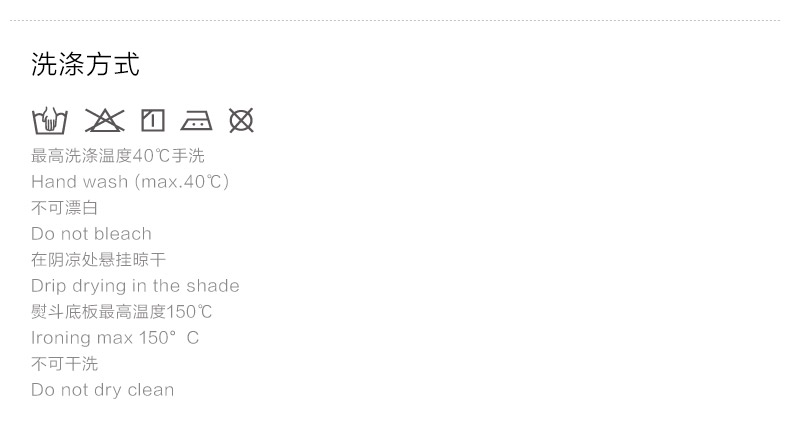 洗涤方式
最高洗涤温度40℃手洗
Hand wash (max.40℃)
不可漂白
Do not bleach
在阴凉处悬挂晾干
Drip drying in the shade
熨斗底板最高温度150℃
Ironing max 150° C
不可干洗
Do not dry clean